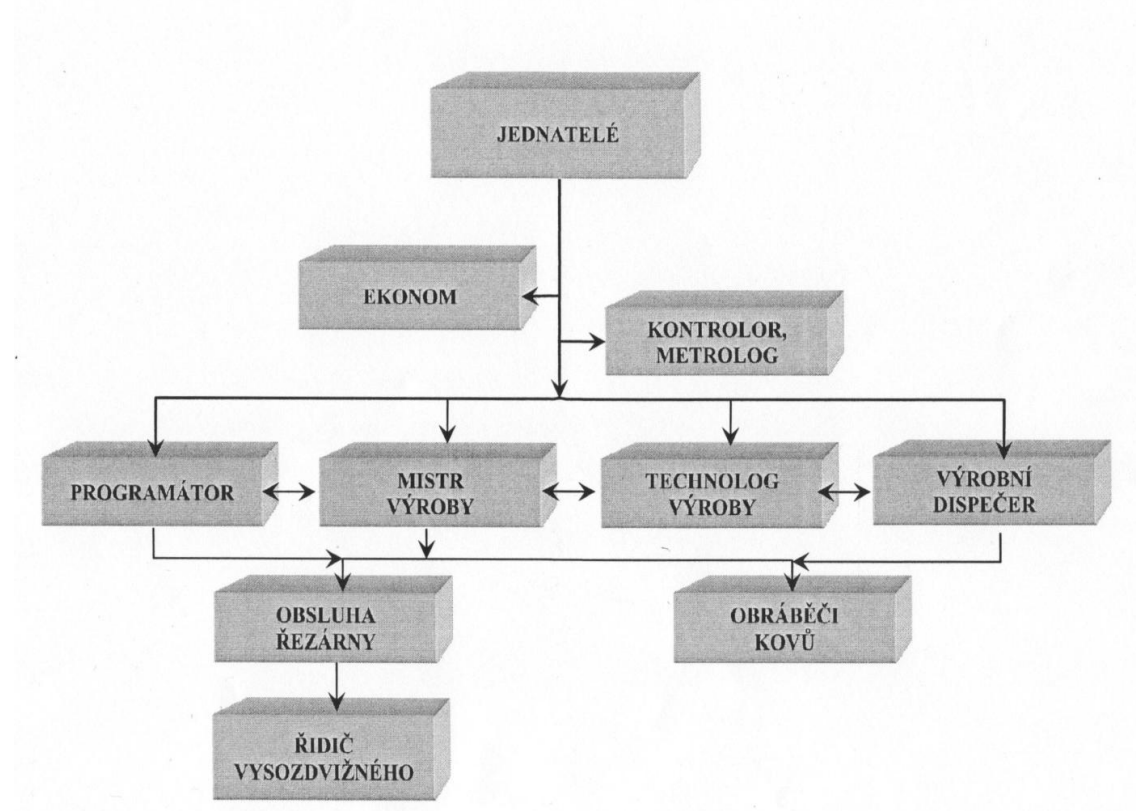 JEDNATELÉ
EKONOM
KONTROLOR,
METROLOG
PROGRAMÁTOR
MISTR
VÝROBY
TECHNOLOG
VÝROBY
VÝROBNÍ
DISPEČER
OBSLUHA
ŘEZÁRNY
OBRÁBĚČI
KOVŮ
ŘIDIČ
VYSOZDVIŽNÉHO